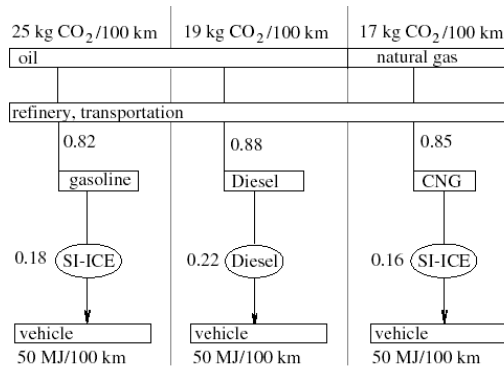 25 kg CO2/100 km 19 kg CO2/100 km 17 kg CO2/100 km
oil natural gas
refinery, transportation
0.82 0.88 0.85
gasoline Diesel CNG
0.18 SI-ICE 0.22 Diesel 0.16 SI-ICE
vehicle vehicle vehicle
50 MJ/100 km 50 MJ/100 km 50 MJ/100 km